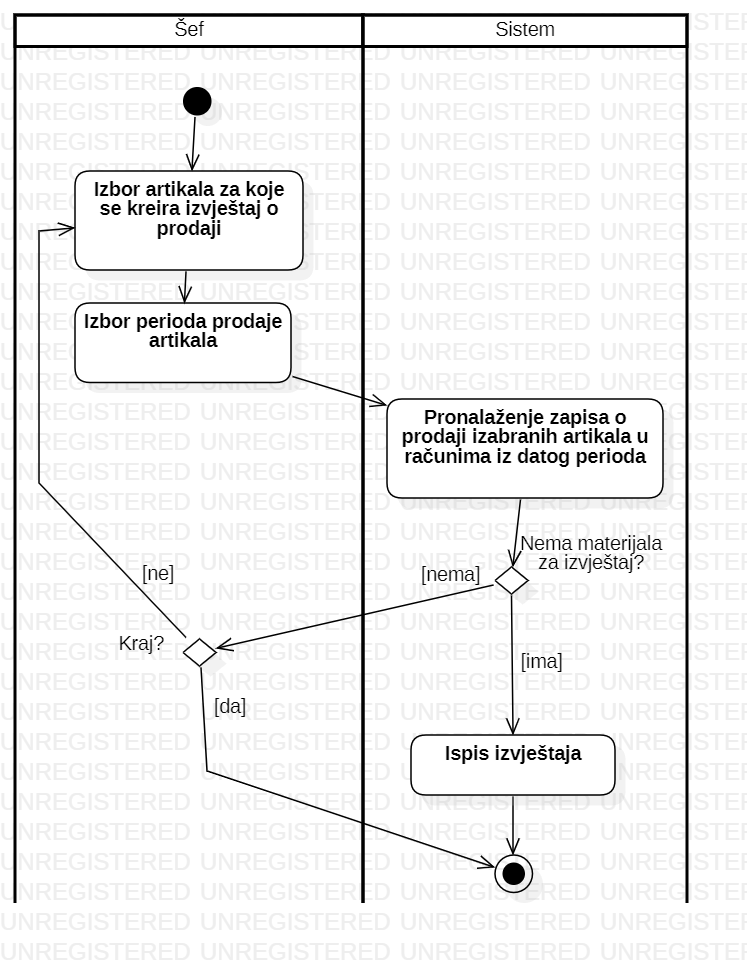 Šef
Sistem
Izbor artikala za koje
se kreira izvještaj o
prodaji
Izbor perioda prodaje
artikala
Pronalaženje zapisa o
prodaji izabranih artikala u
računima iz datog perioda
Nema materijala
za izvještaj?
[nema]
[ne]
Kraj?
[ima]
[da]
Ispis izvještaja
UNREGISTERED